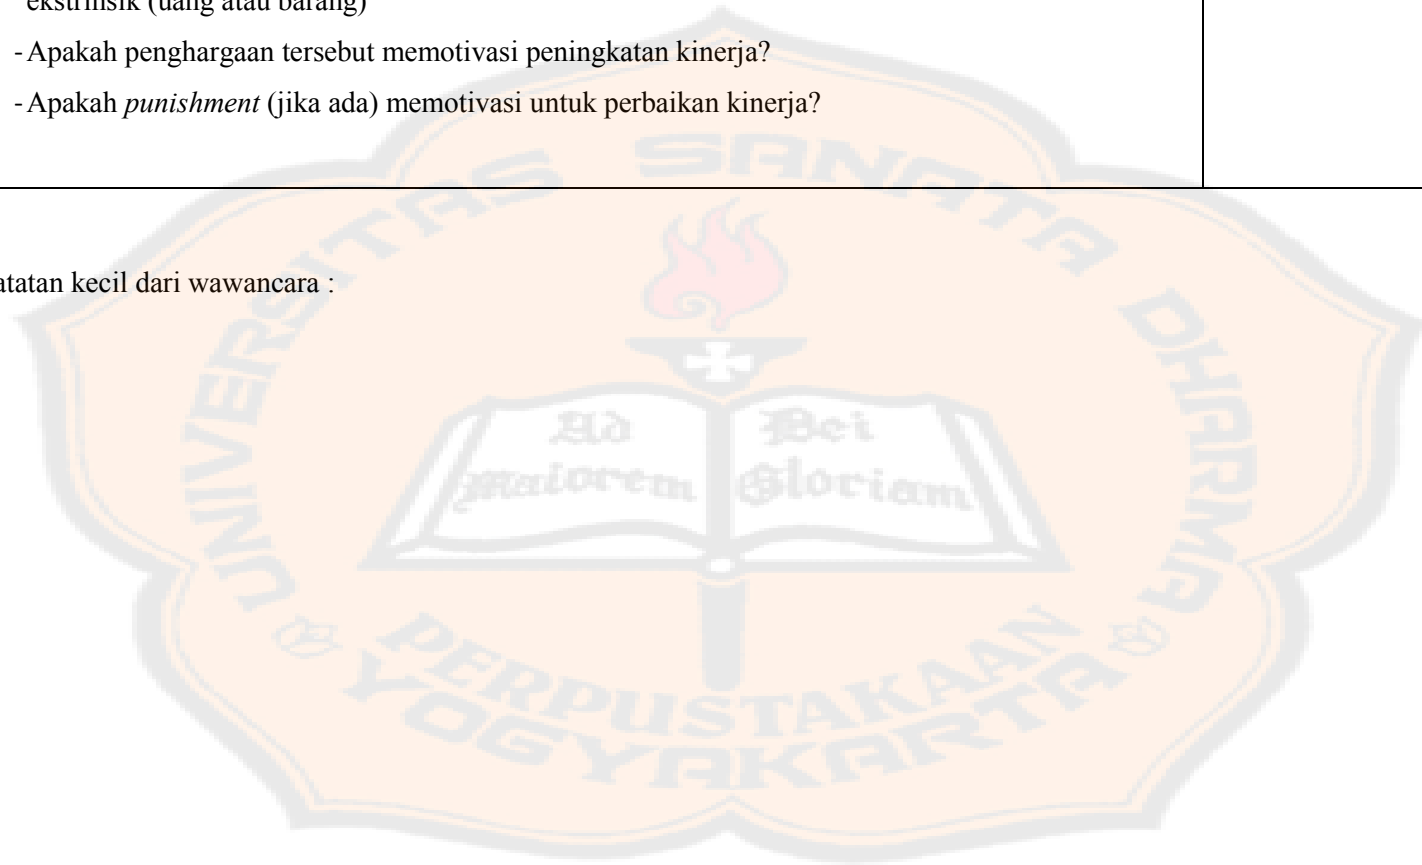 ekstrinsik (uang atau barang)
- Apakah penghargaan tersebut memotivasi peningkatan kinerja?
- Apakah punishment (jika ada) memotivasi untuk perbaikan kinerja?
atatan kecil dari wawancara :
UNIVERSITAS SANATA DHARMA
Ad Dei
maiorem Gloriam
PERPUSTAKAAN
YOGYAKARTA